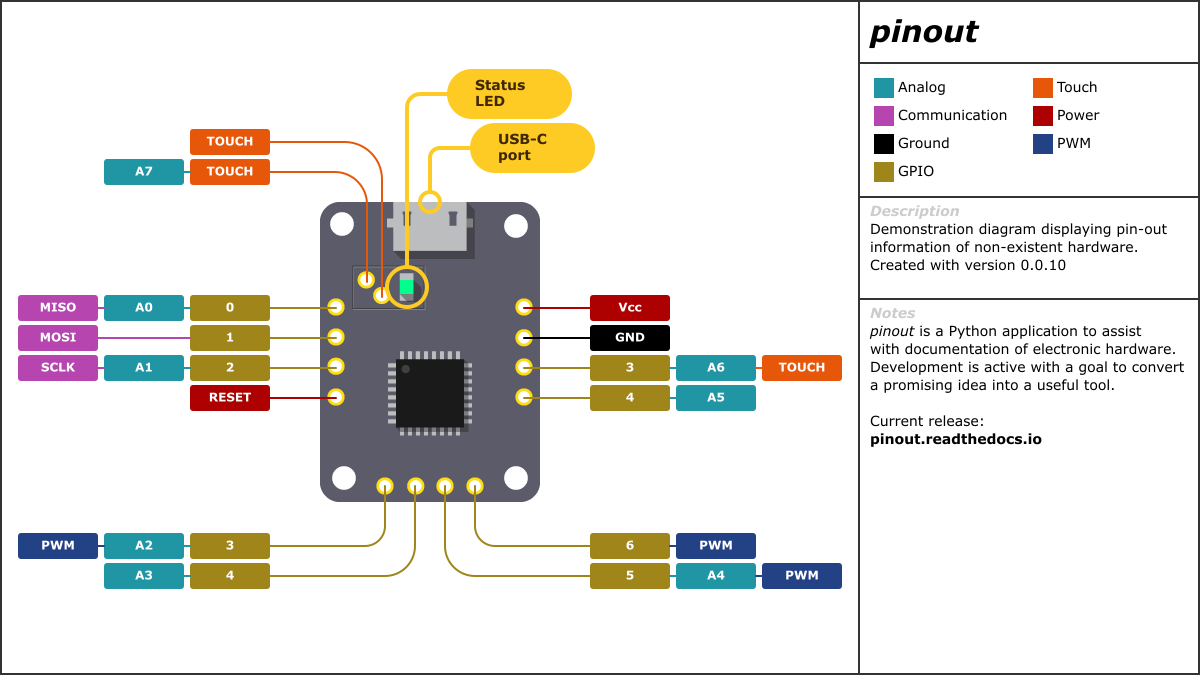 pinout
Analog
Touch
Communication
Power
Ground
PWM
GPIO
Description
Demonstration diagram displaying pin-out
information of non-existent hardware.
Created with version 0.0.10
Notes
pinout is a Python application to assist
with documentation of electronic hardware.
Development is active with a goal to convert
a promising idea into a useful tool.
Current release:
pinout.readthedocs.io
Status
LED
USB-C
port
TOUCH
A7 TOUCH
MISO A0 0
MOSI 1
SCLK A1 2
RESET
Vcc
GND
3 A6 TOUCH
4 A5
PWM A2 3
A3 4
6 PWM
5 A4 PWM